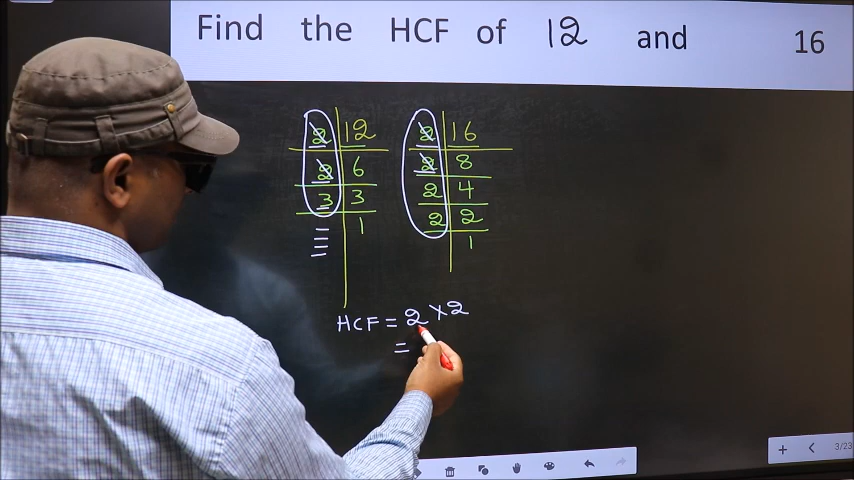 Find the HCF of 12 and 16
2 12 2 16
2 6 2 8
3 3 2 4
1 2 2
1
HCF = 2 × 2
=
3/23